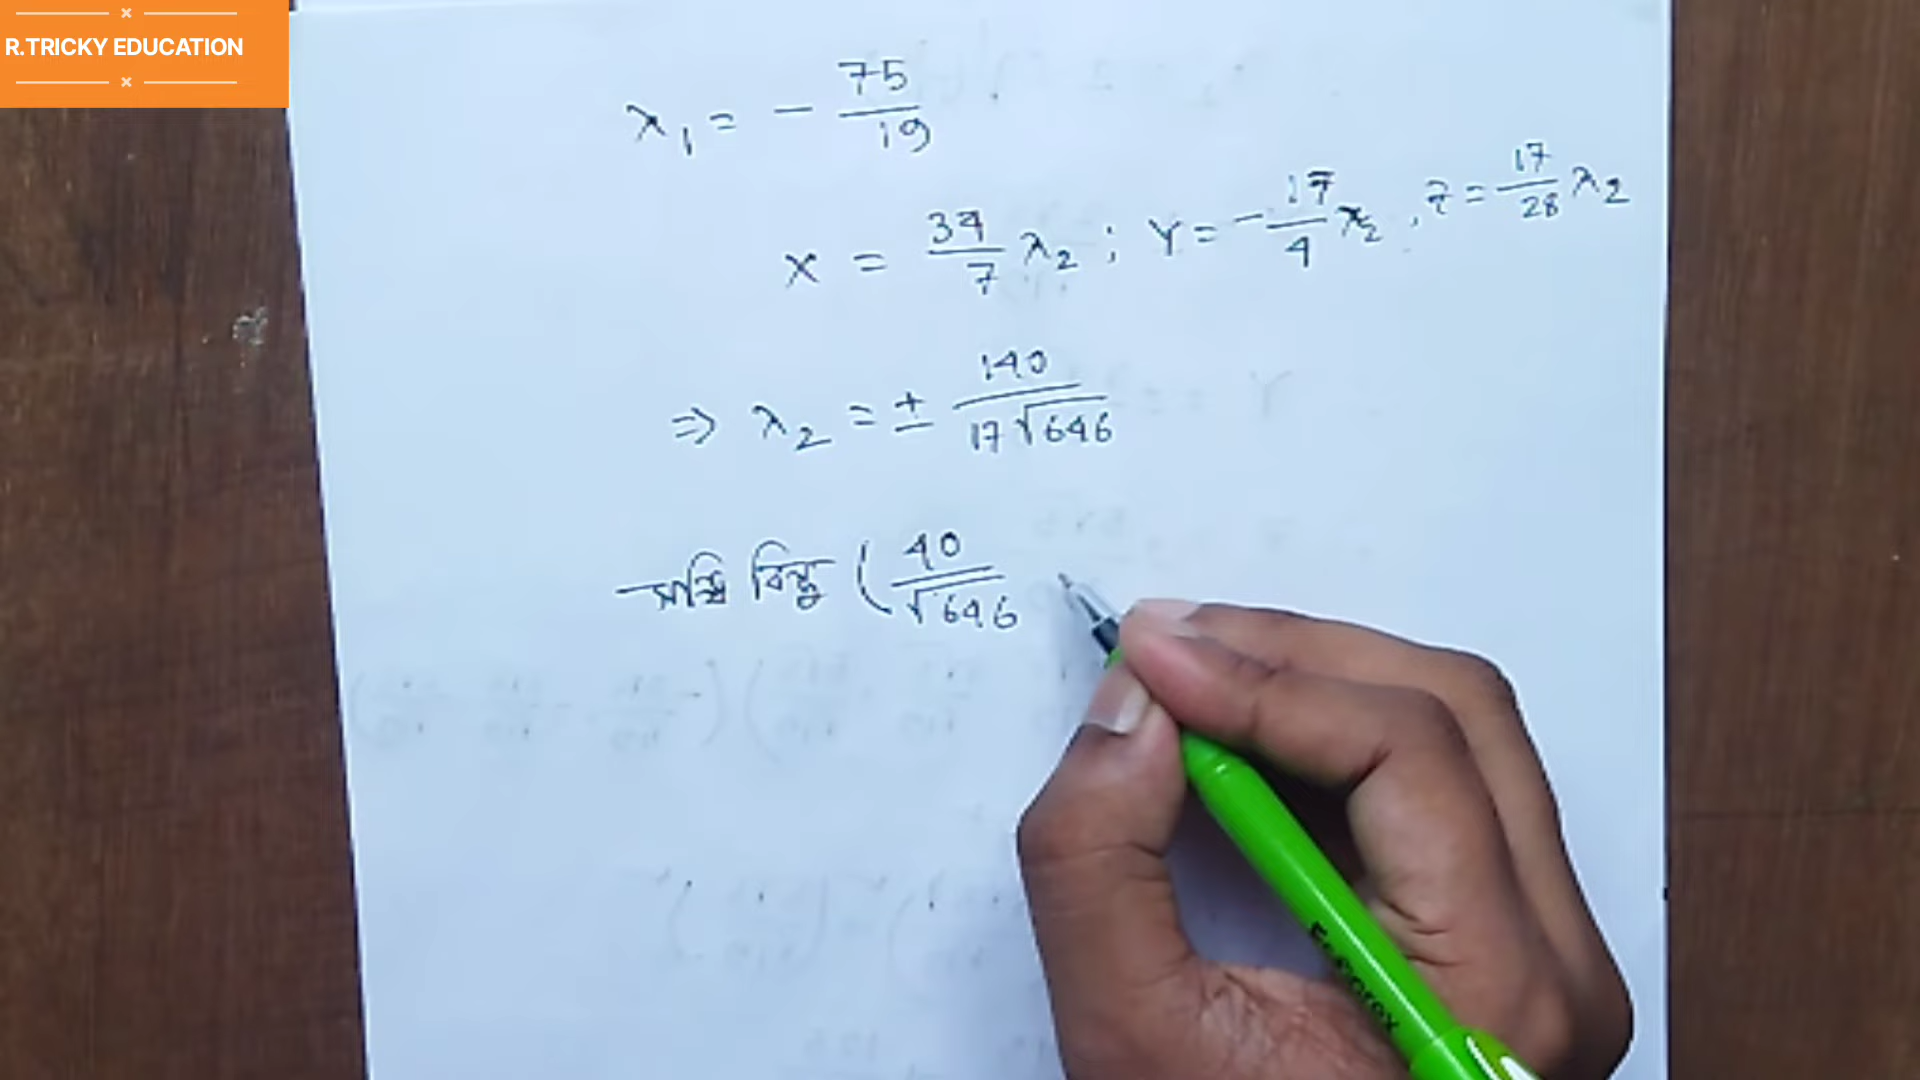 R.TRICKY EDUCATION
λ₁ = - 75/19
x = 34/7 λ₂ ; Y = - 17/4 λ₂ , z = 17/28 λ₂
⇒ λ₂ = ± 140/17√646
সন্ধি বিন্দু ( 40/√646